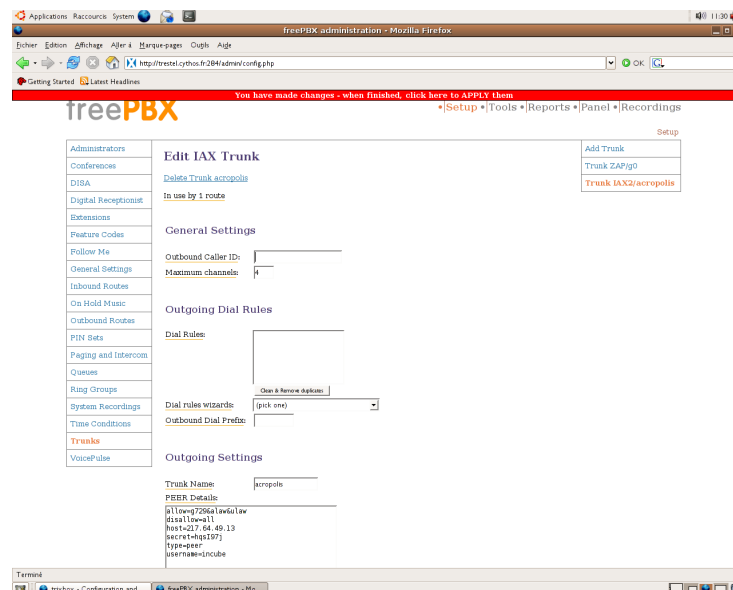 Applications Raccourcis System 11:30
freePBX administration - Mozilla Firefox
Fichier Edition Affichage Aller à Marque-pages Outils Aide
http://trestel.cythos.fr:284/admin/config.php OK
Getting Started Latest Headlines
You have made changes - when finished, click here to APPLY them
freePBX
•|Setup •|Tools •|Reports •|Panel •|Recordings
Setup
Administrators
Conferences
DISA
Digital Receptionist
Extensions
Feature Codes
Follow Me
General Settings
Inbound Routes
On Hold Music
Outbound Routes
PIN Sets
Paging and Intercom
Queues
Ring Groups
System Recordings
Time Conditions
Trunks
VoicePulse
Edit IAX Trunk
Delete Trunk acropolis
In use by 1 route
General Settings
Outbound Caller ID:
Maximum channels: 4
Outgoing Dial Rules
Dial Rules:
Clean & Remove duplicates
Dial rules wizards: (pick one)
Outbound Dial Prefix:
Outgoing Settings
Trunk Name: acropolis
PEER Details:
allow=g729&alaw&ulaw
disallow=all
host=217.64.49.13
secret=hqsI97j
type=peer
username=incube
Add Trunk
Trunk ZAP/g0
Trunk IAX2/acropolis
Terminé
trixbox - Configuration and
freePBX administration - Mo